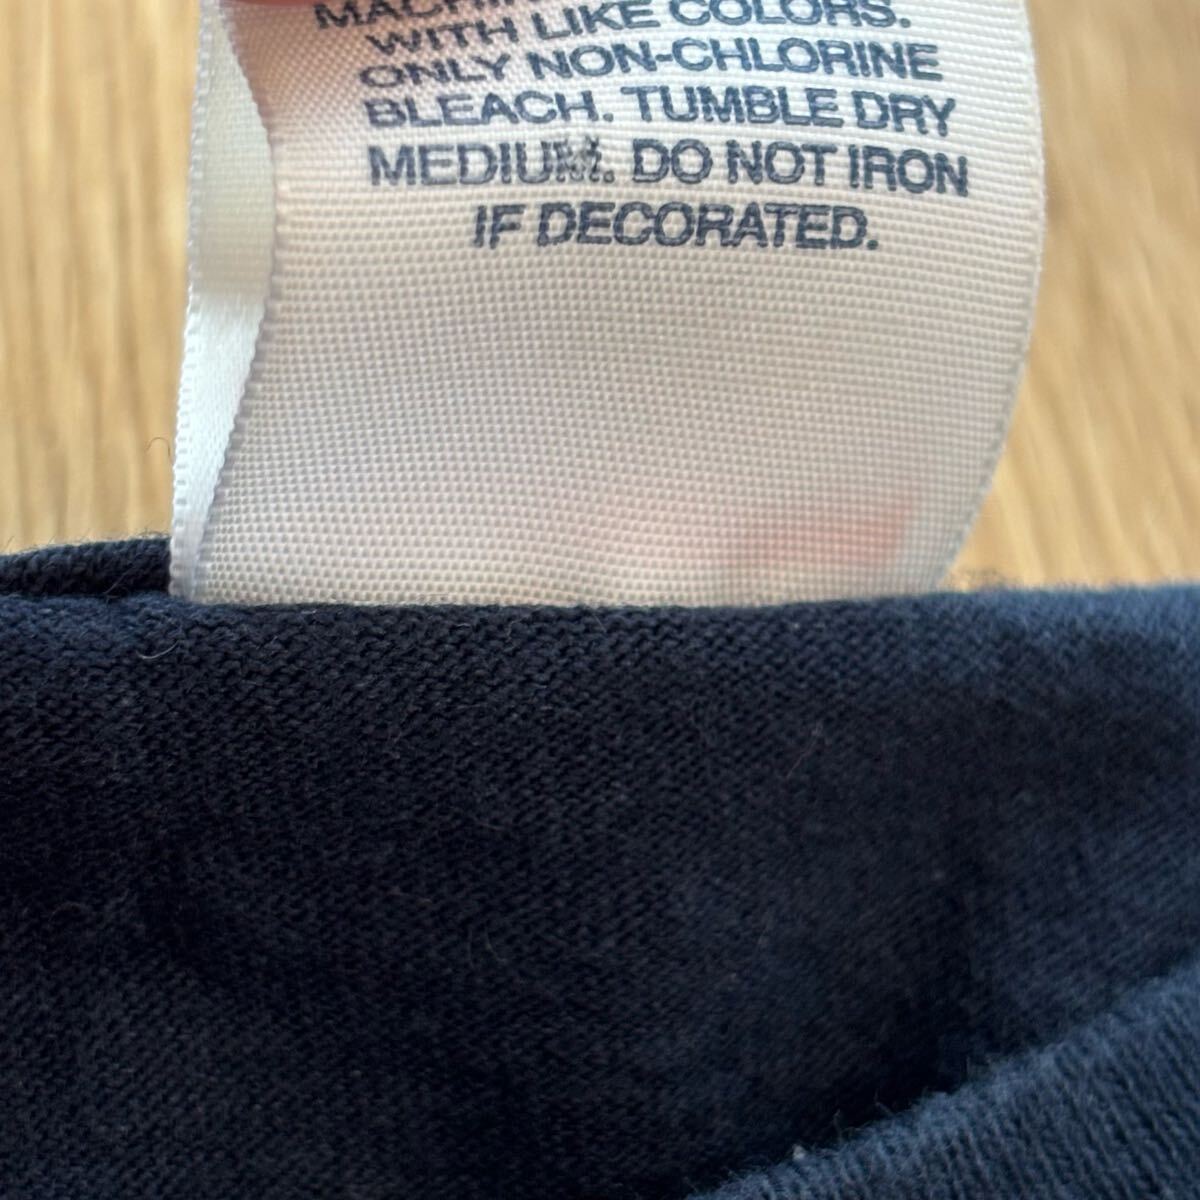 WITH LIKE COLORS.
ONLY NON-CHLORINE
BLEACH. TUMBLE DRY
MEDIUM. DO NOT IRON
IF DECORATED.